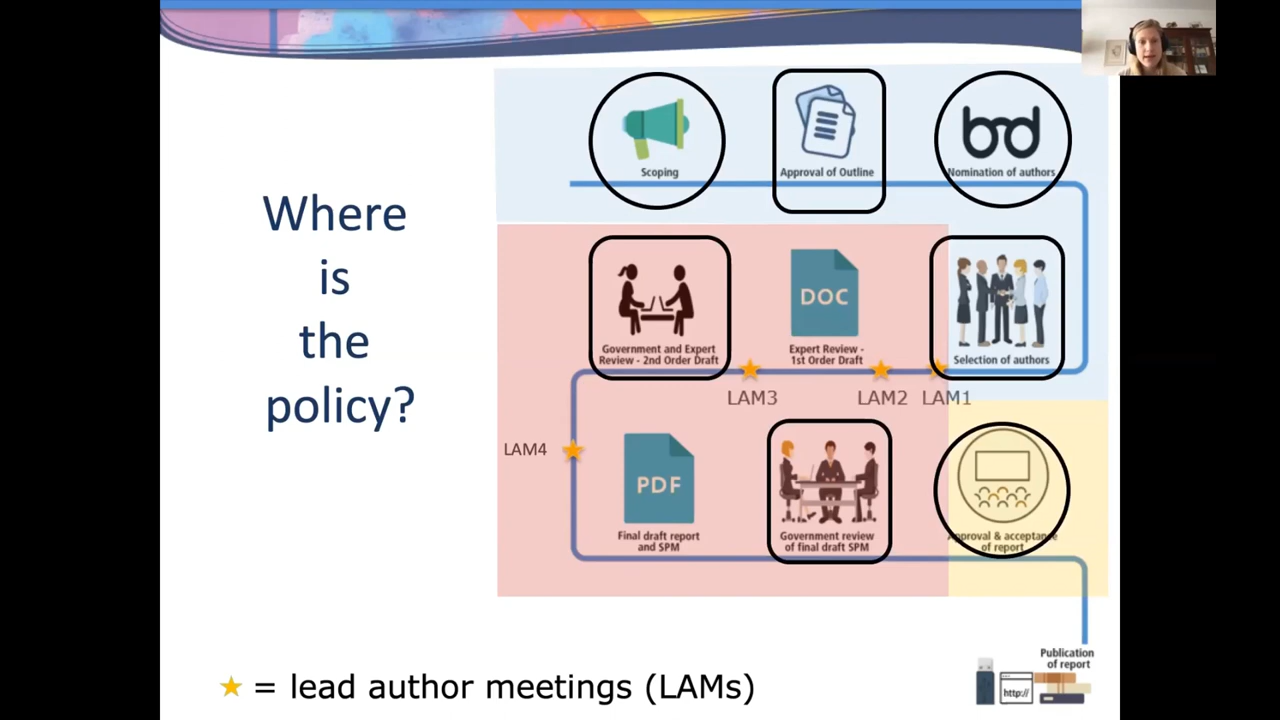 Where
is
the
policy?
Scoping
Approval of Outline
Nomination of authors
Government and Expert
Review - 2nd Order Draft
DOC
Expert Review -
1st Order Draft
Selection of authors
LAM3
LAM2
LAM1
LAM4
PDF
Final draft report
and SPM
Government review
of final draft SPM
Approval & acceptance
of report
Publication
of report
http://
= lead author meetings (LAMs)